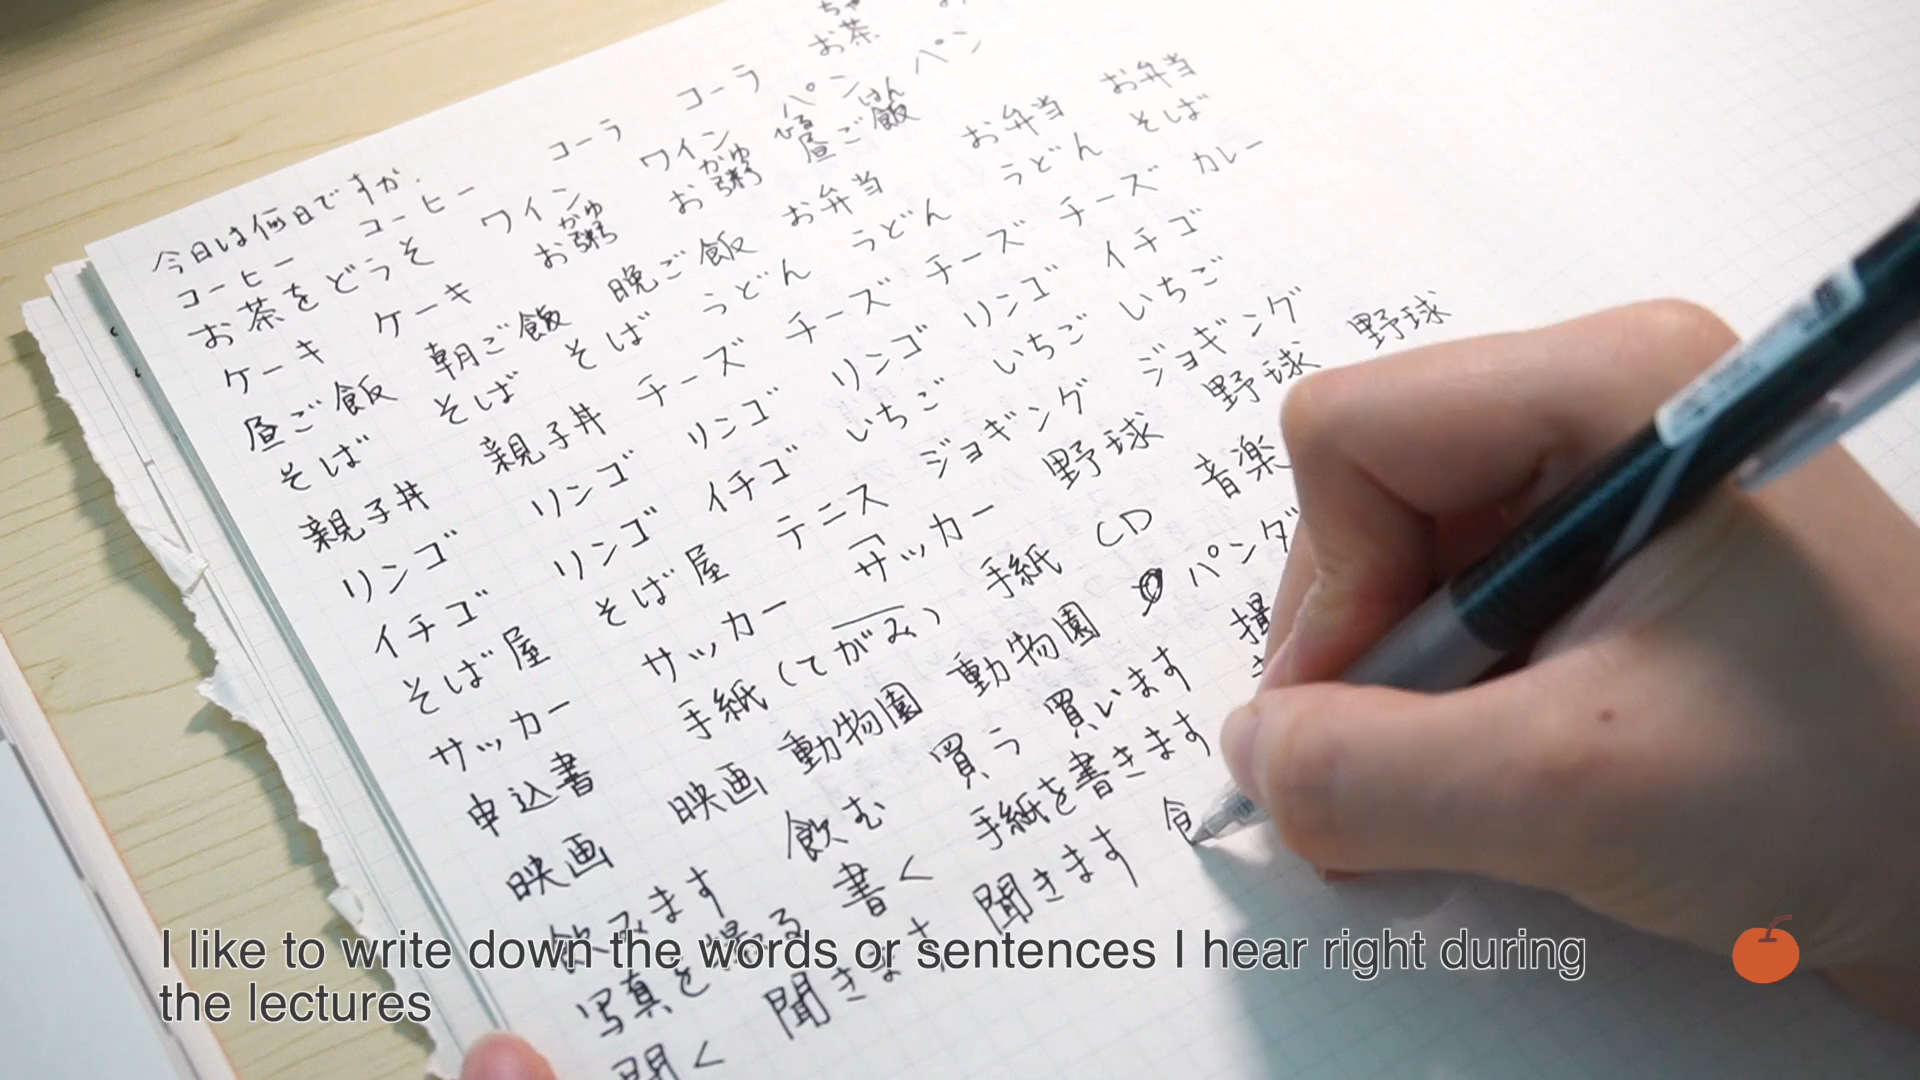 今日は何日ですか.
コーヒー コーヒー コーラ コーラ お茶 ちゃ
お茶をどうぞ ワイン ワイン パン パン
ケーキ ケーキ お粥 がゆ お粥 がゆ 昼ご飯 ひる はん
昼ご飯 朝ご飯 晩ご飯 お弁当 お弁当 お弁当
そば そば そば うどん うどん うどん そば
親子丼 親子丼 チーズ チーズ チーズ チーズ カレー
リンゴ リンゴ リンゴ リンゴ リンゴ イチゴ
イチゴ リンゴ イチゴ いちご いちご いちご
そば屋 そば屋 テニス ジョギング ジョギング
サッカー サッカー サッカー 野球 野球 野球
申込書 手紙(てがみ) 手紙 CD 音楽
映画 映画 動物園 動物園 パンダ
飲みます 飲む 買う 買います 撮
写真を撮る 書く 手紙を書きます
聞く 聞きます 聞きます
I like to write down the words or sentences I hear right during
the lectures